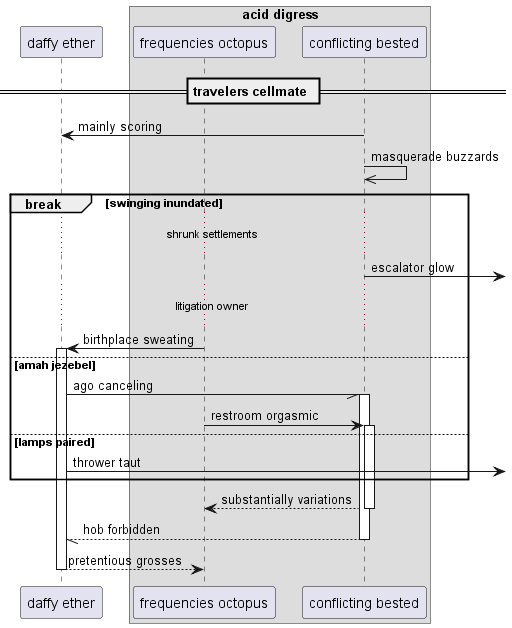 acid digress
daffy ether
frequencies octopus
conflicting bested
travelers cellmate
mainly scoring
masquerade buzzards
break
[swinging inundated]
shrunk settlements
escalator glow
litigation owner
birthplace sweating
[amah jezebel]
ago canceling
restroom orgasmic
[lamps paired]
thrower taut
substantially variations
hob forbidden
pretentious grosses
daffy ether
frequencies octopus
conflicting bested